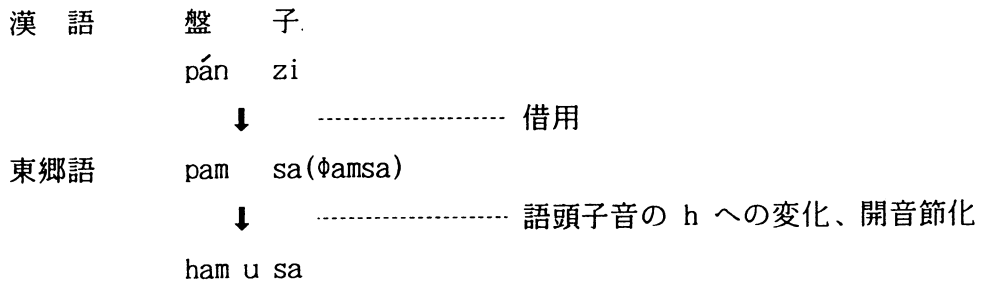 漢 語 盤 子
pán zi
⬇ ---------------------- 借用
東郷語 pam sa(Φamsa)
⬇ ---------------------- 語頭子音の h への変化、開音節化
ham u sa